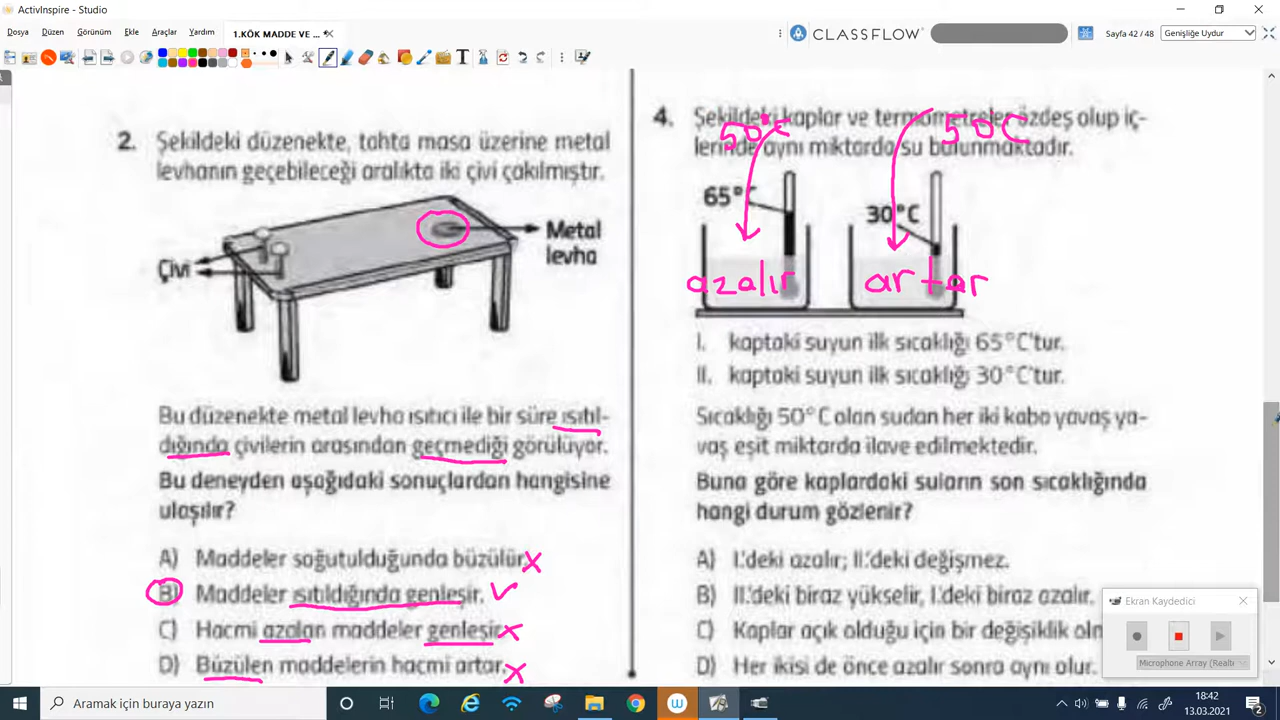 ActivInspire - Studio
Dosya Düzen Görünüm Ekle Araçlar Yardım
1.KÖK MADDE VE ...
CLASSFLOW
Sayfa 42 / 48
Genişliğe Uydur
2. Şekildeki düzenekte, tahta masa üzerine metal
levhanın geçebileceği aralıkta iki çivi çakılmıştır.
Metal
levha
Çivi
Bu düzenekte metal levha ısıtıcı ile bir süre ısıtıl-
dığında çivilerin arasından geçmediği görülüyor.
Bu deneyden aşağıdaki sonuçlardan hangisine
ulaşılır?
A) Maddeler soğutulduğunda büzülür.
B) Maddeler ısıtıldığında genleşir.
C) Hacmi azalan maddeler genleşir.
D) Büzülen maddelerin hacmi artar.
4. Şekildeki kaplar ve termometreler özdeş olup iç-
lerinde aynı miktarda su bulunmaktadır.
50°C
50C
65°C
30°C
azalır
artar
I. kaptaki suyun ilk sıcaklığı 65°C'tur.
II. kaptaki suyun ilk sıcaklığı 30°C'tur.
Sıcaklığı 50°C olan sudan her iki kaba yavaş ya-
vaş eşit miktarda ilave edilmektedir.
Buna göre kaplardaki suların son sıcaklığında
hangi durum gözlenir?
A) I.'deki azalır; II.'deki değişmez.
B) II.'deki biraz yükselir, I.'deki biraz azalır.
C) Kaplar açık olduğu için bir değişiklik olm
D) Her ikisi de önce azalır sonra aynı olur.
Ekran Kaydedici
Microphone Array (Realte
Aramak için buraya yazın
18:42
13.03.2021
2